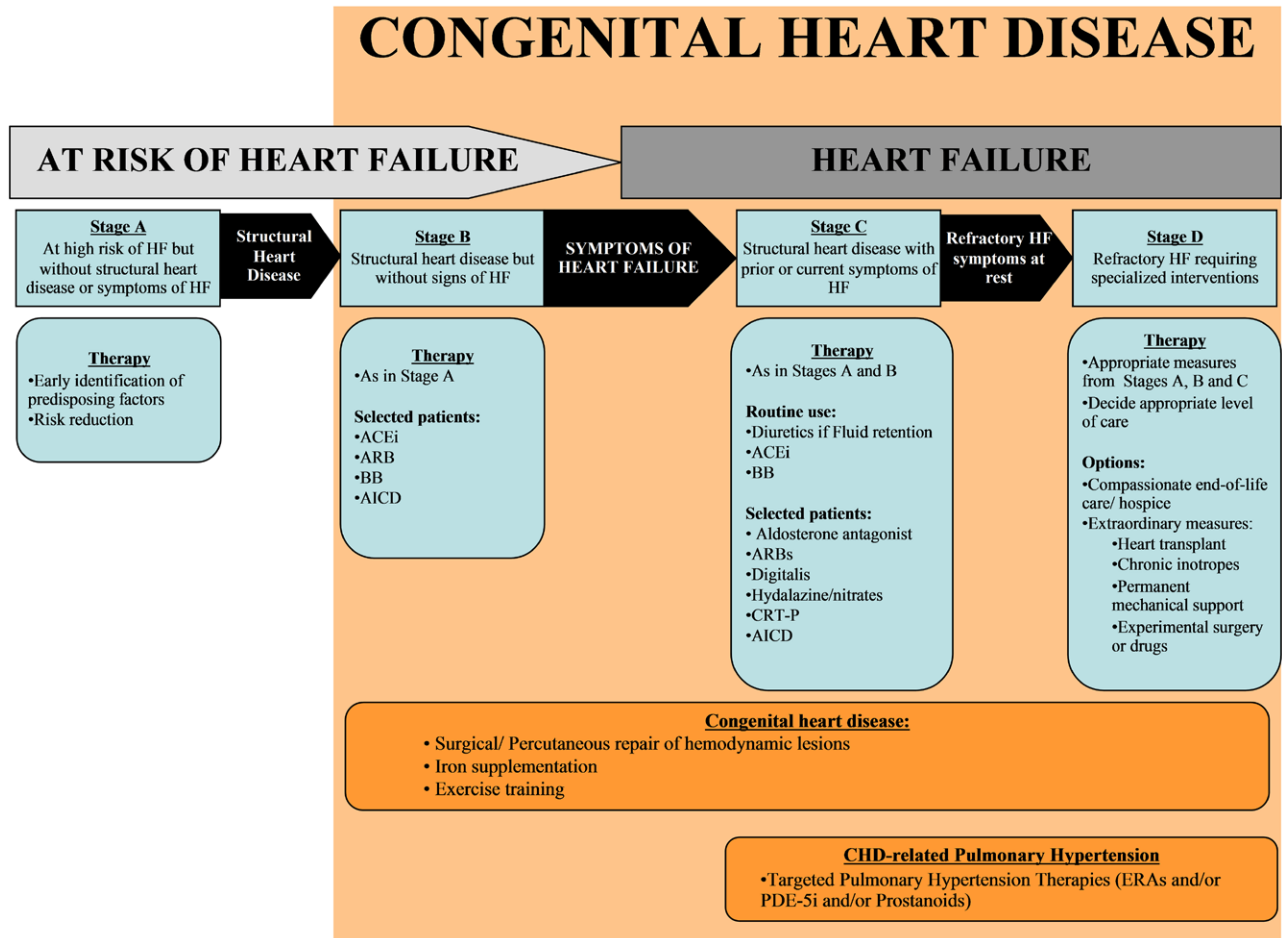 CONGENITAL HEART DISEASE
AT RISK OF HEART FAILURE
HEART FAILURE
Stage A
At high risk of HF but
without structural heart
disease or symptoms of HF
Structural
Heart
Disease
Stage B
Structural heart disease but
without signs of HF
SYMPTOMS OF
HEART FAILURE
Stage C
Structural heart disease with
prior or current symptoms of
HF
Refractory HF
symptoms at
rest
Stage D
Refractory HF requiring
specialized interventions
Therapy
•Early identification of
predisposing factors
•Risk reduction
Therapy
•As in Stage A
Selected patients:
•ACEi
•ARB
•BB
•AICD
Therapy
•As in Stages A and B
Routine use:
•Diuretics if Fluid retention
•ACEi
•BB
Selected patients:
• Aldosterone antagonist
•ARBs
•Digitalis
•Hydalazine/nitrates
•CRT-P
•AICD
Therapy
•Appropriate measures
from Stages A, B and C
•Decide appropriate level
of care
Options:
•Compassionate end-of-life
care/ hospice
•Extraordinary measures:
•Heart transplant
•Chronic inotropes
•Permanent
mechanical support
•Experimental surgery
or drugs
Congenital heart disease:
• Surgical/ Percutaneous repair of hemodynamic lesions
• Iron supplementation
• Exercise training
CHD-related Pulmonary Hypertension
•Targeted Pulmonary Hypertension Therapies (ERAs and/or
PDE-5i and/or Prostanoids)